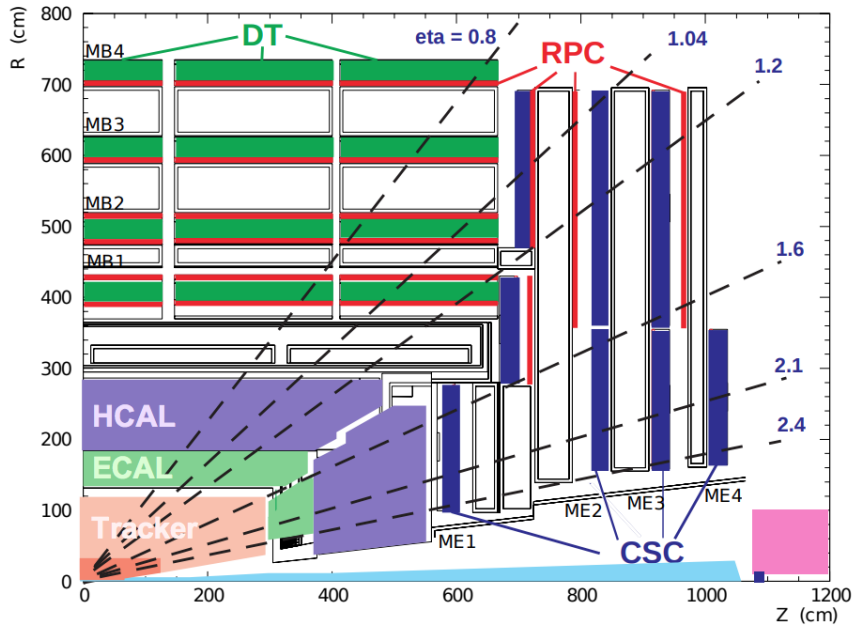 R (cm)
800
700
600
500
400
300
200
100
0
MB4
MB3
MB2
MB1
DT
eta = 0.8
RPC
1.04
1.2
1.6
2.1
2.4
HCAL
ECAL
Tracker
ME1
ME2
ME3
ME4
CSC
0
200
400
600
800
1000
1200
Z (cm)